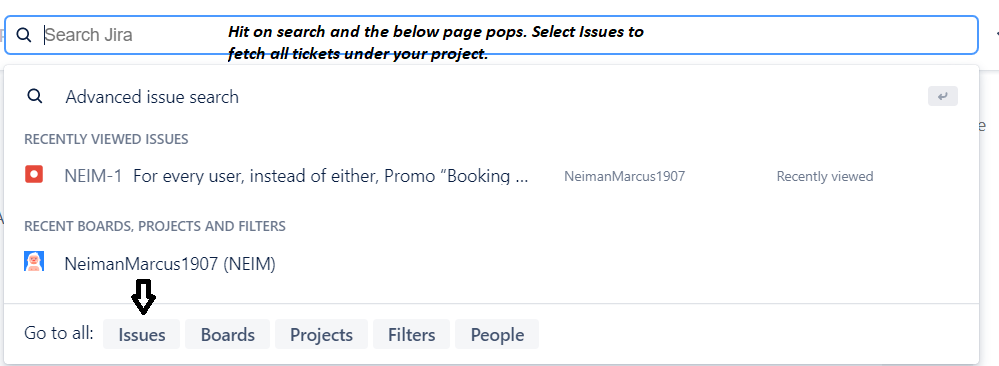 Search Jira
Hit on search and the below page pops. Select Issues to
fetch all tickets under your project.
Advanced issue search
RECENTLY VIEWED ISSUES
NEIM-1 For every user, instead of either, Promo “Booking ... NeimanMarcus1907 Recently viewed
RECENT BOARDS, PROJECTS AND FILTERS
NeimanMarcus1907 (NEIM)
Go to all: Issues Boards Projects Filters People